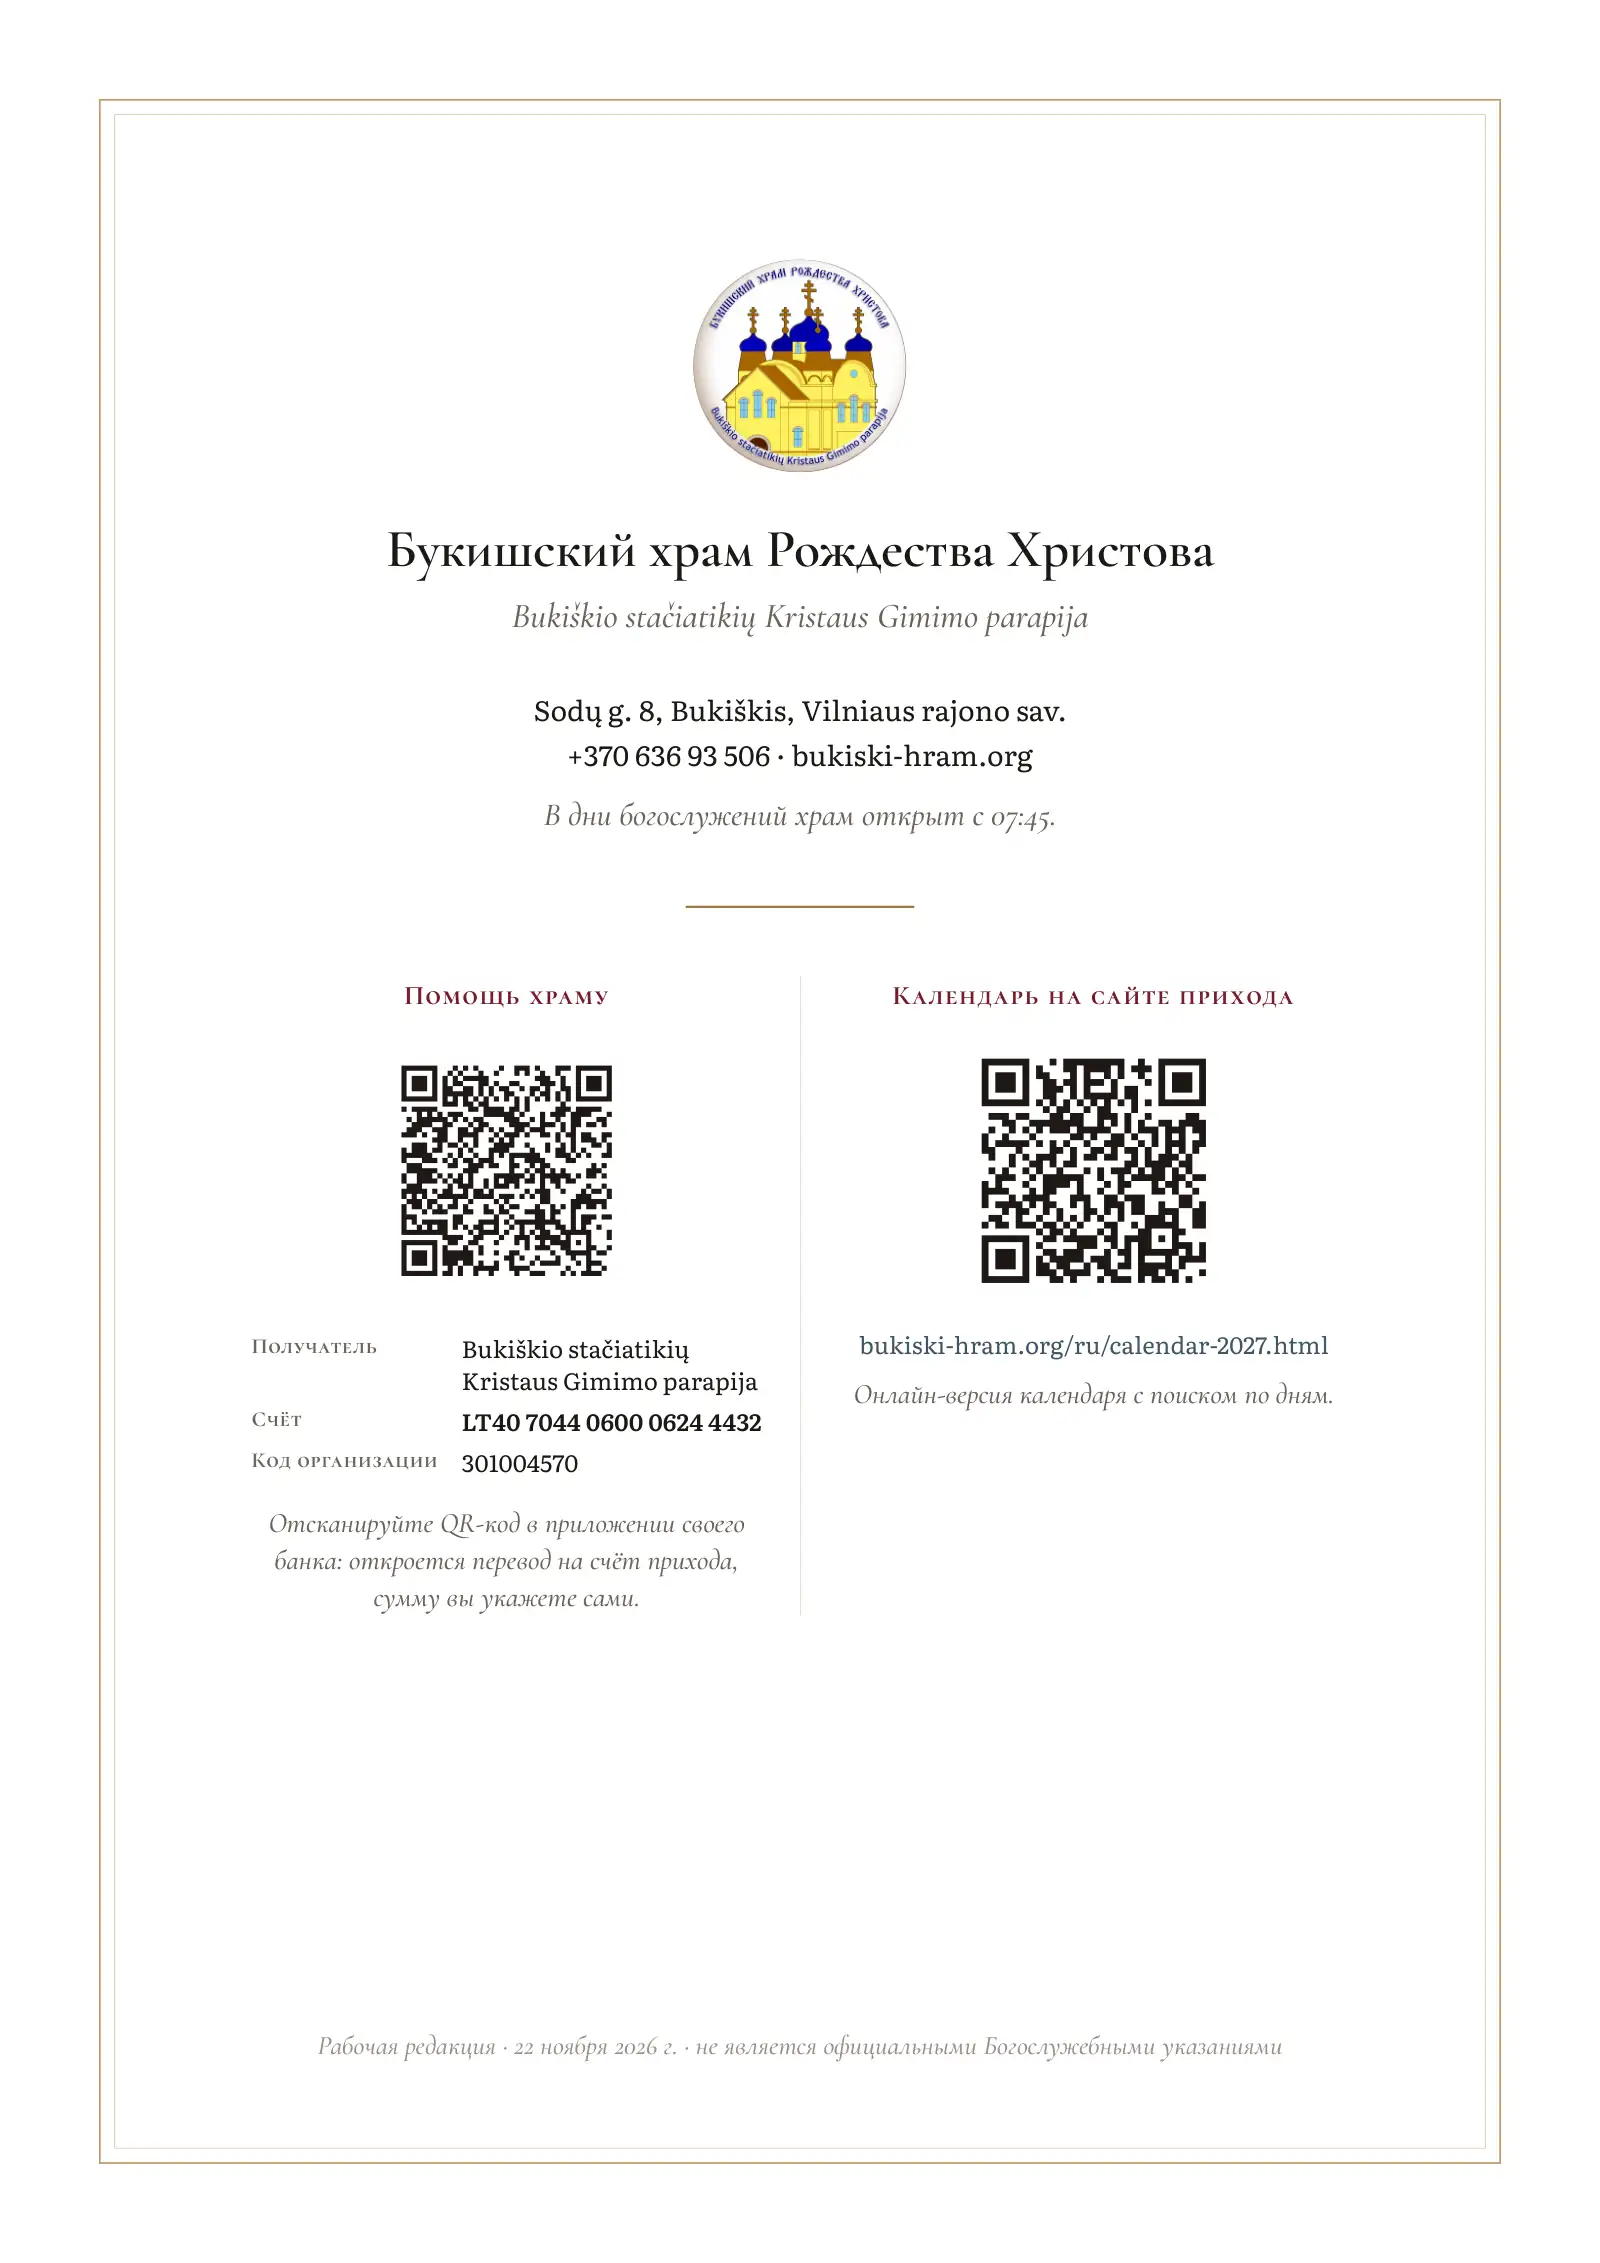 БУКИШСКИЙ ХРАМ РОЖДЕСТВА ХРИСТОВА
Bukiškio stačiatikių Kristaus Gimimo parapija
Букишский храм Рождества Христова
Bukiškio stačiatikių Kristaus Gimimo parapija
Sodų g. 8, Bukiškis, Vilniaus rajono sav.
+370 636 93 506 · bukiski-hram.org
В дни богослужений храм открыт с 07:45.
Помощь храму
Получатель Bukiškio stačiatikių
Kristaus Gimimo parapija
Счёт LT40 7044 0600 0624 4432
Код организации 301004570
Отсканируйте QR-код в приложении своего
банка: откроется перевод на счёт прихода,
сумму вы укажете сами.
Календарь на сайте прихода
bukiski-hram.org/ru/calendar-2027.html
Онлайн-версия календаря с поиском по дням.
Рабочая редакция · 22 ноября 2026 г. · не является официальными Богослужебными указаниями